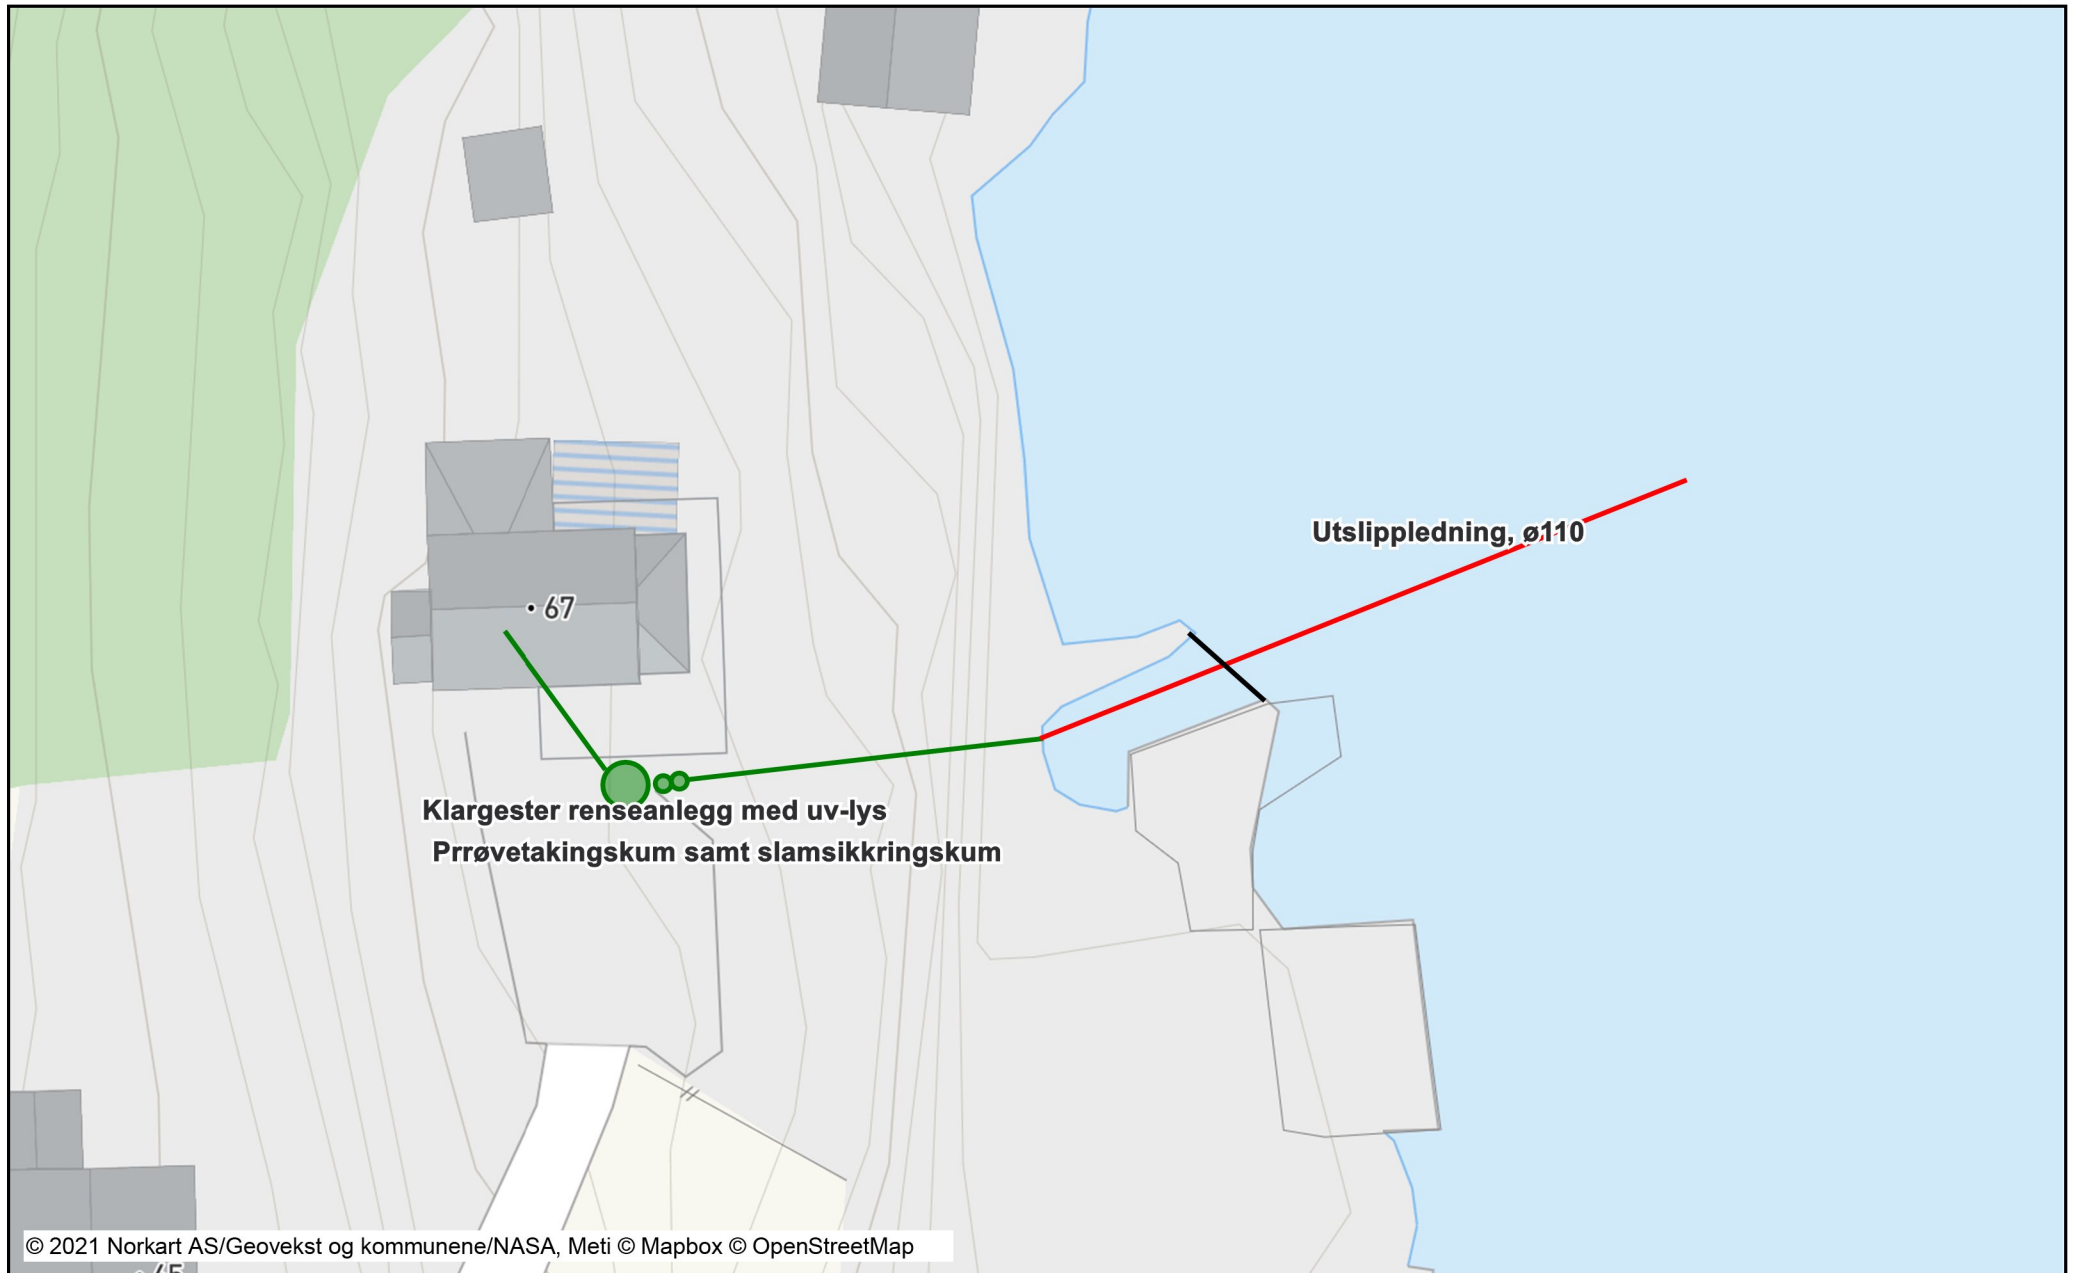 Utslippledning, ø110
67
Klargester renseanlegg med uv-lys
Prrøvetakingskum samt slamsikkringskum
© 2021 Norkart AS/Geovekst og kommunene/NASA, Meti © Mapbox © OpenStreetMap